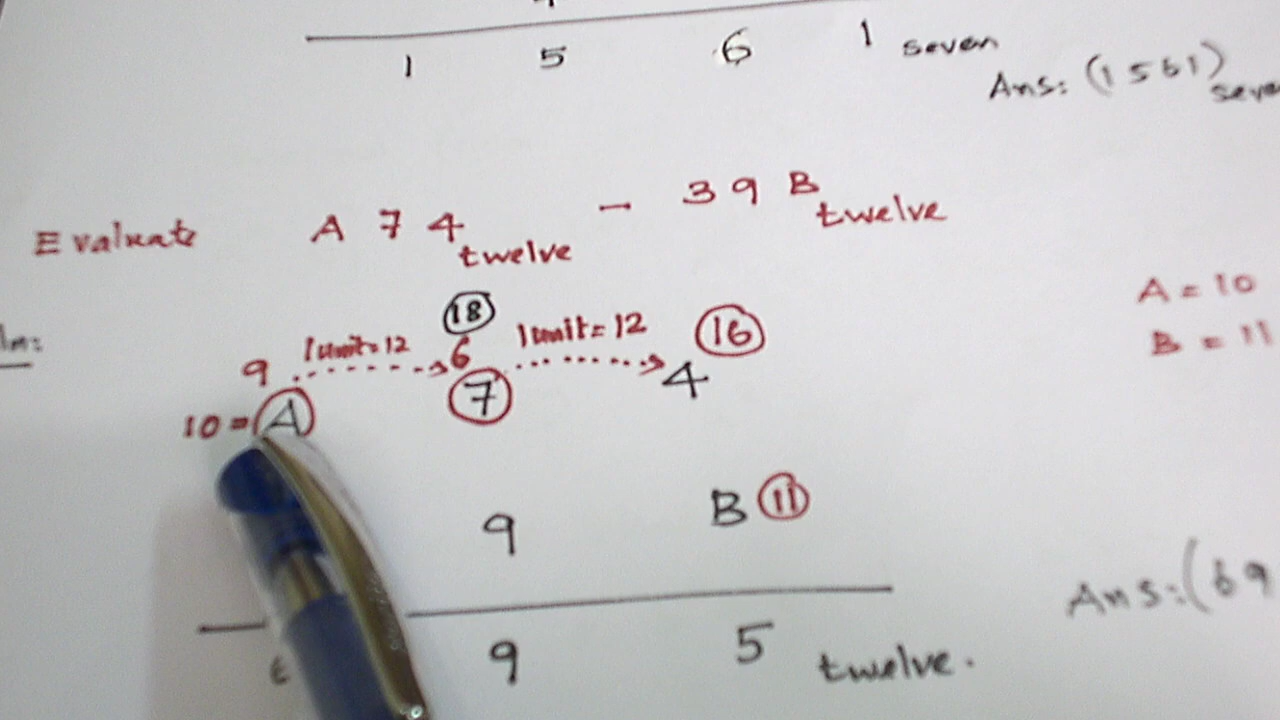 1 5 6 1 seven
Ans: (1561)
Evaluate A 7 4 twelve - 3 9 B twelve
A = 10
B = 11
18
9 1 unit = 12 6 1 unit = 12 16
10 = A 7 4
9 B 11
9 5 twelve.
Ans: (69